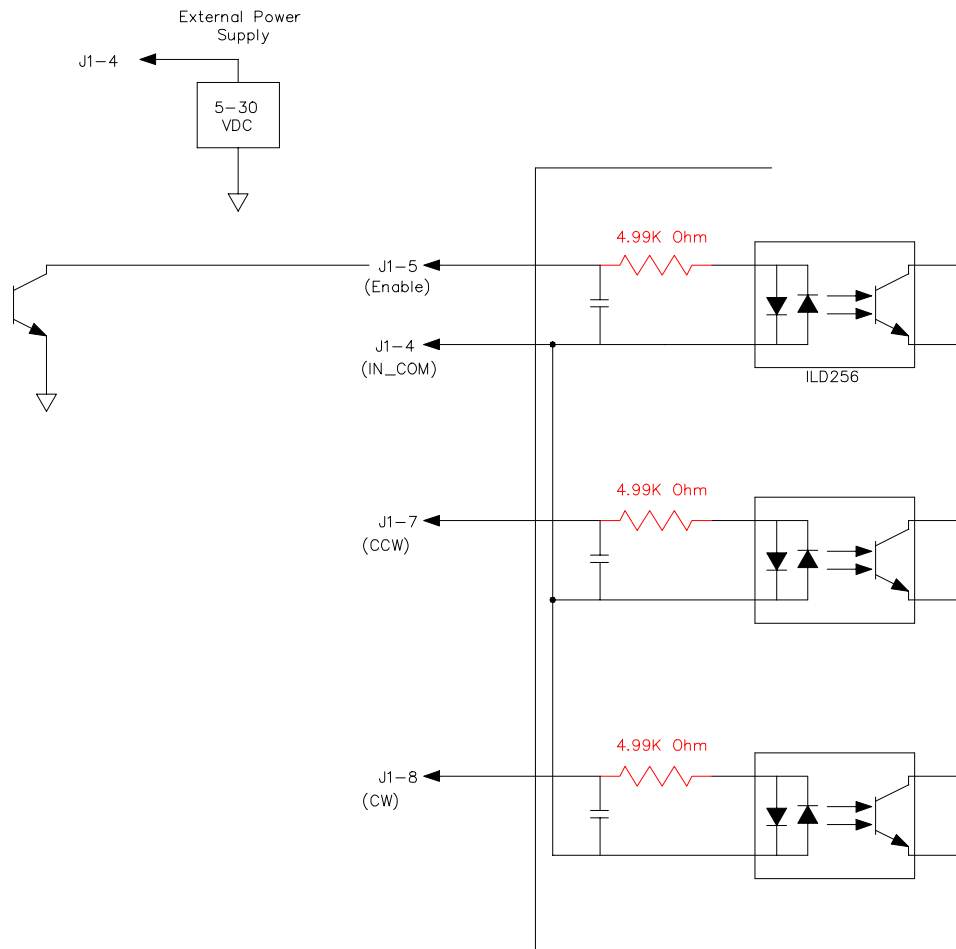 External Power
Supply
J1-4
5-30
VDC
4.99K Ohm
J1-5
(Enable)
J1-4
(IN_COM)
ILD256
4.99K Ohm
J1-7
(CCW)
4.99K Ohm
J1-8
(CW)